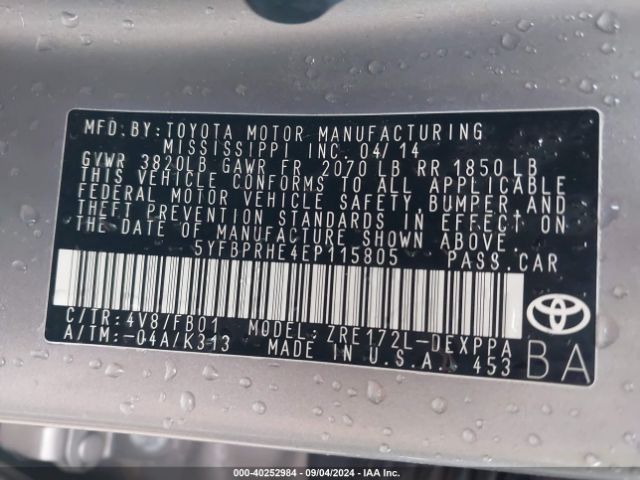 MFD. BY: TOYOTA MOTOR MANUFACTURING
MISSISSIPPI INC. 04/14
GVWR 3820LB GAWR FR 2070 LB RR 1850 LB
THIS VEHICLE CONFORMS TO ALL APPLICABLE
FEDERAL MOTOR VEHICLE SAFETY, BUMPER AND
THEFT PREVENTION STANDARDS IN EFFECT ON
THE DATE OF MANUFACTURE SHOWN ABOVE.
5YFBPRHE4EP115805 PASS.CAR
C/TR: 4V8/FB01 MODEL: ZRE172L-DEXPPA
A/TM: -04A/K313 MADE IN U.S.A. 453
BA
000-40252984 - 09/04/2024 - IAA Inc.